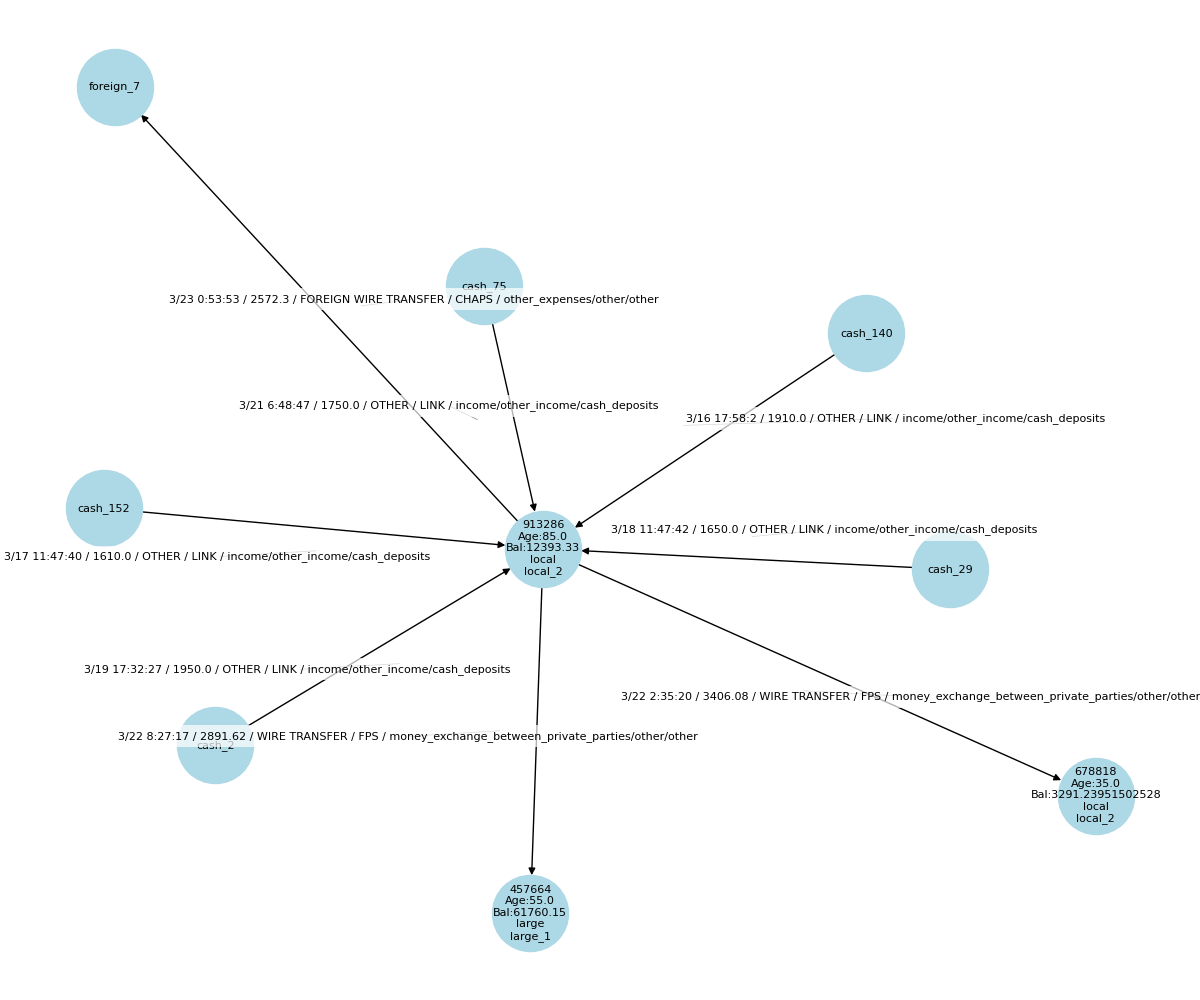 foreign_7
cash_75
3/23 0:53:53 / 2572.3 / FOREIGN WIRE TRANSFER / CHAPS / other_expenses/other/other
cash_140
3/21 6:48:47 / 1750.0 / OTHER / LINK / income/other_income/cash_deposits
3/16 17:58:2 / 1910.0 / OTHER / LINK / income/other_income/cash_deposits
cash_152
913286
Age:85.0
Bal:12393.33
local
local_2
3/18 11:47:42 / 1650.0 / OTHER / LINK / income/other_income/cash_deposits
3/17 11:47:40 / 1610.0 / OTHER / LINK / income/other_income/cash_deposits
cash_29
3/19 17:32:27 / 1950.0 / OTHER / LINK / income/other_income/cash_deposits
3/22 2:35:20 / 3406.08 / WIRE TRANSFER / FPS / money_exchange_between_private_parties/other/other
3/22 8:27:17 / 2891.62 / WIRE TRANSFER / FPS / money_exchange_between_private_parties/other/other
cash_2
678818
Age:35.0
Bal:3291.23951502528
local
local_2
457664
Age:55.0
Bal:61760.15
large
large_1